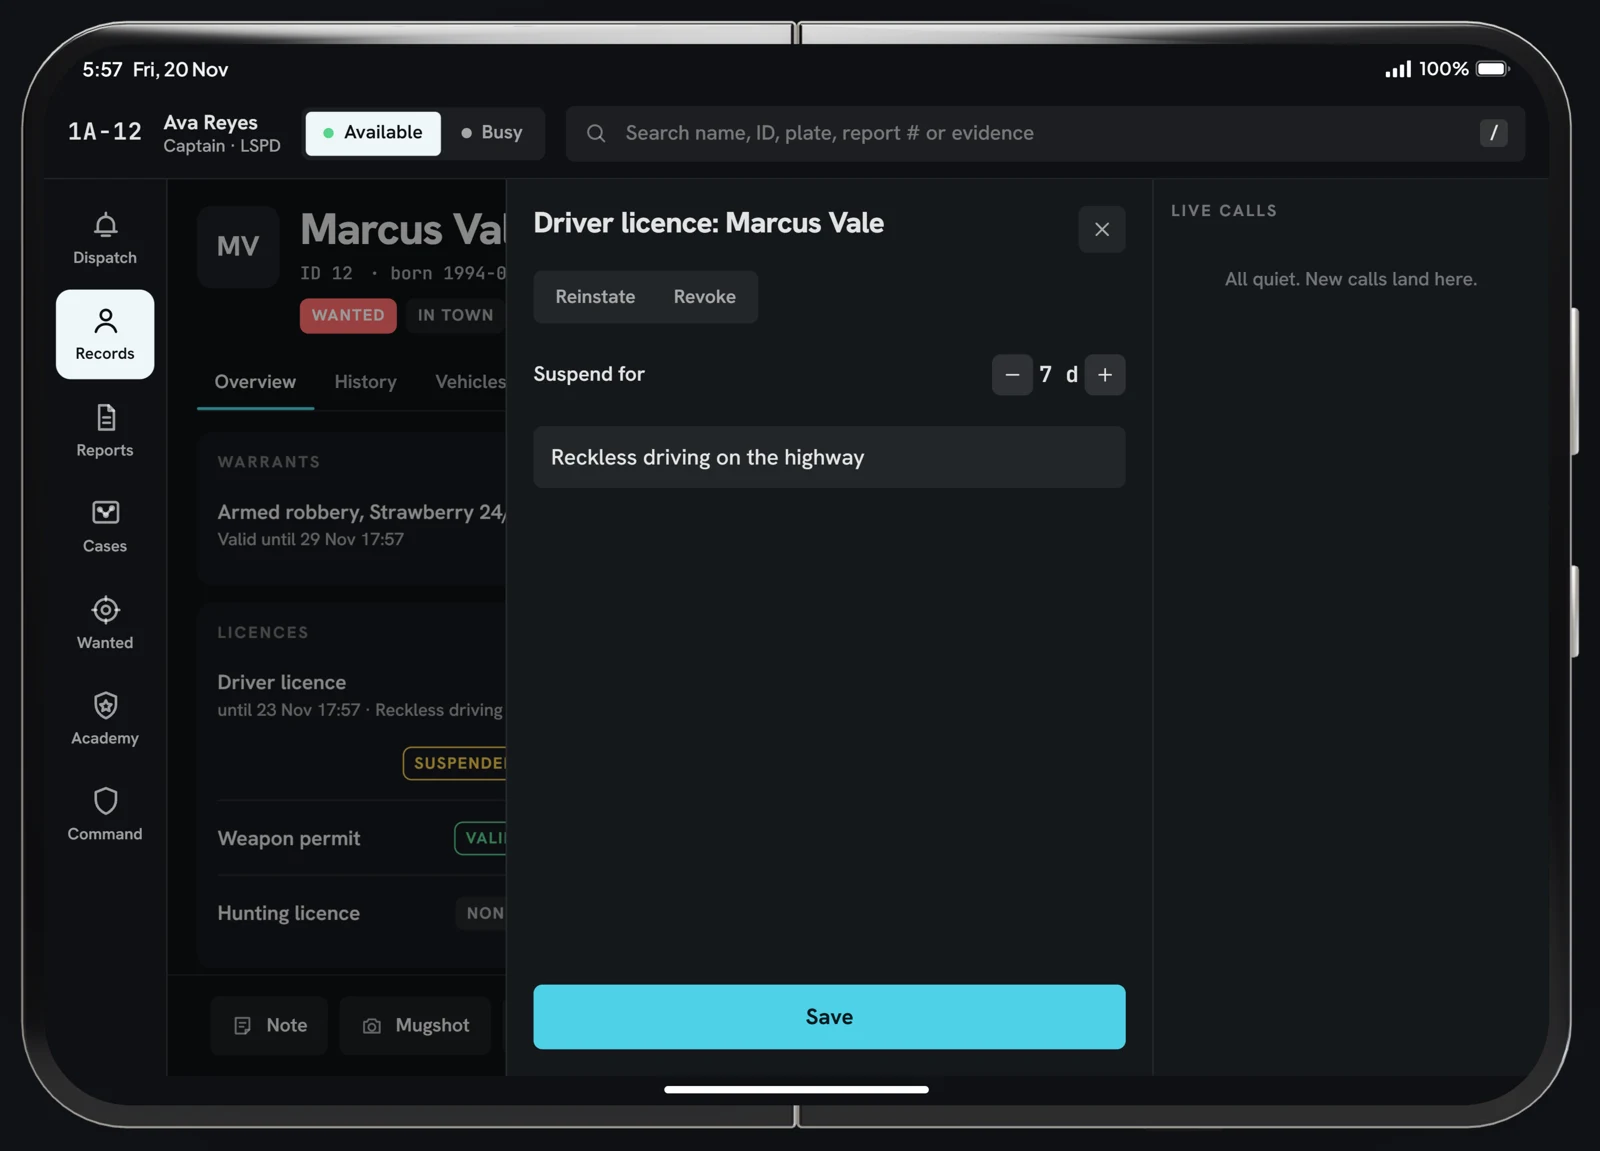 5:57 Fri, 20 Nov
100%
1A-12
Ava Reyes
Captain · LSPD
Available
Busy
Search name, ID, plate, report # or evidence
/
Dispatch
Records
Reports
Cases
Wanted
Academy
Command
MV
Marcus Val
ID 12 · born 1994-0
WANTED
IN TOWN
Overview
History
Vehicles
WARRANTS
Armed robbery, Strawberry 24/
Valid until 29 Nov 17:57
LICENCES
Driver licence
until 23 Nov 17:57 · Reckless driving
SUSPENDE
Weapon permit
VALI
Hunting licence
NON
Note
Mugshot
Driver licence: Marcus Vale
Reinstate
Revoke
Suspend for
− 7 d +
Reckless driving on the highway
Save
LIVE CALLS
All quiet. New calls land here.